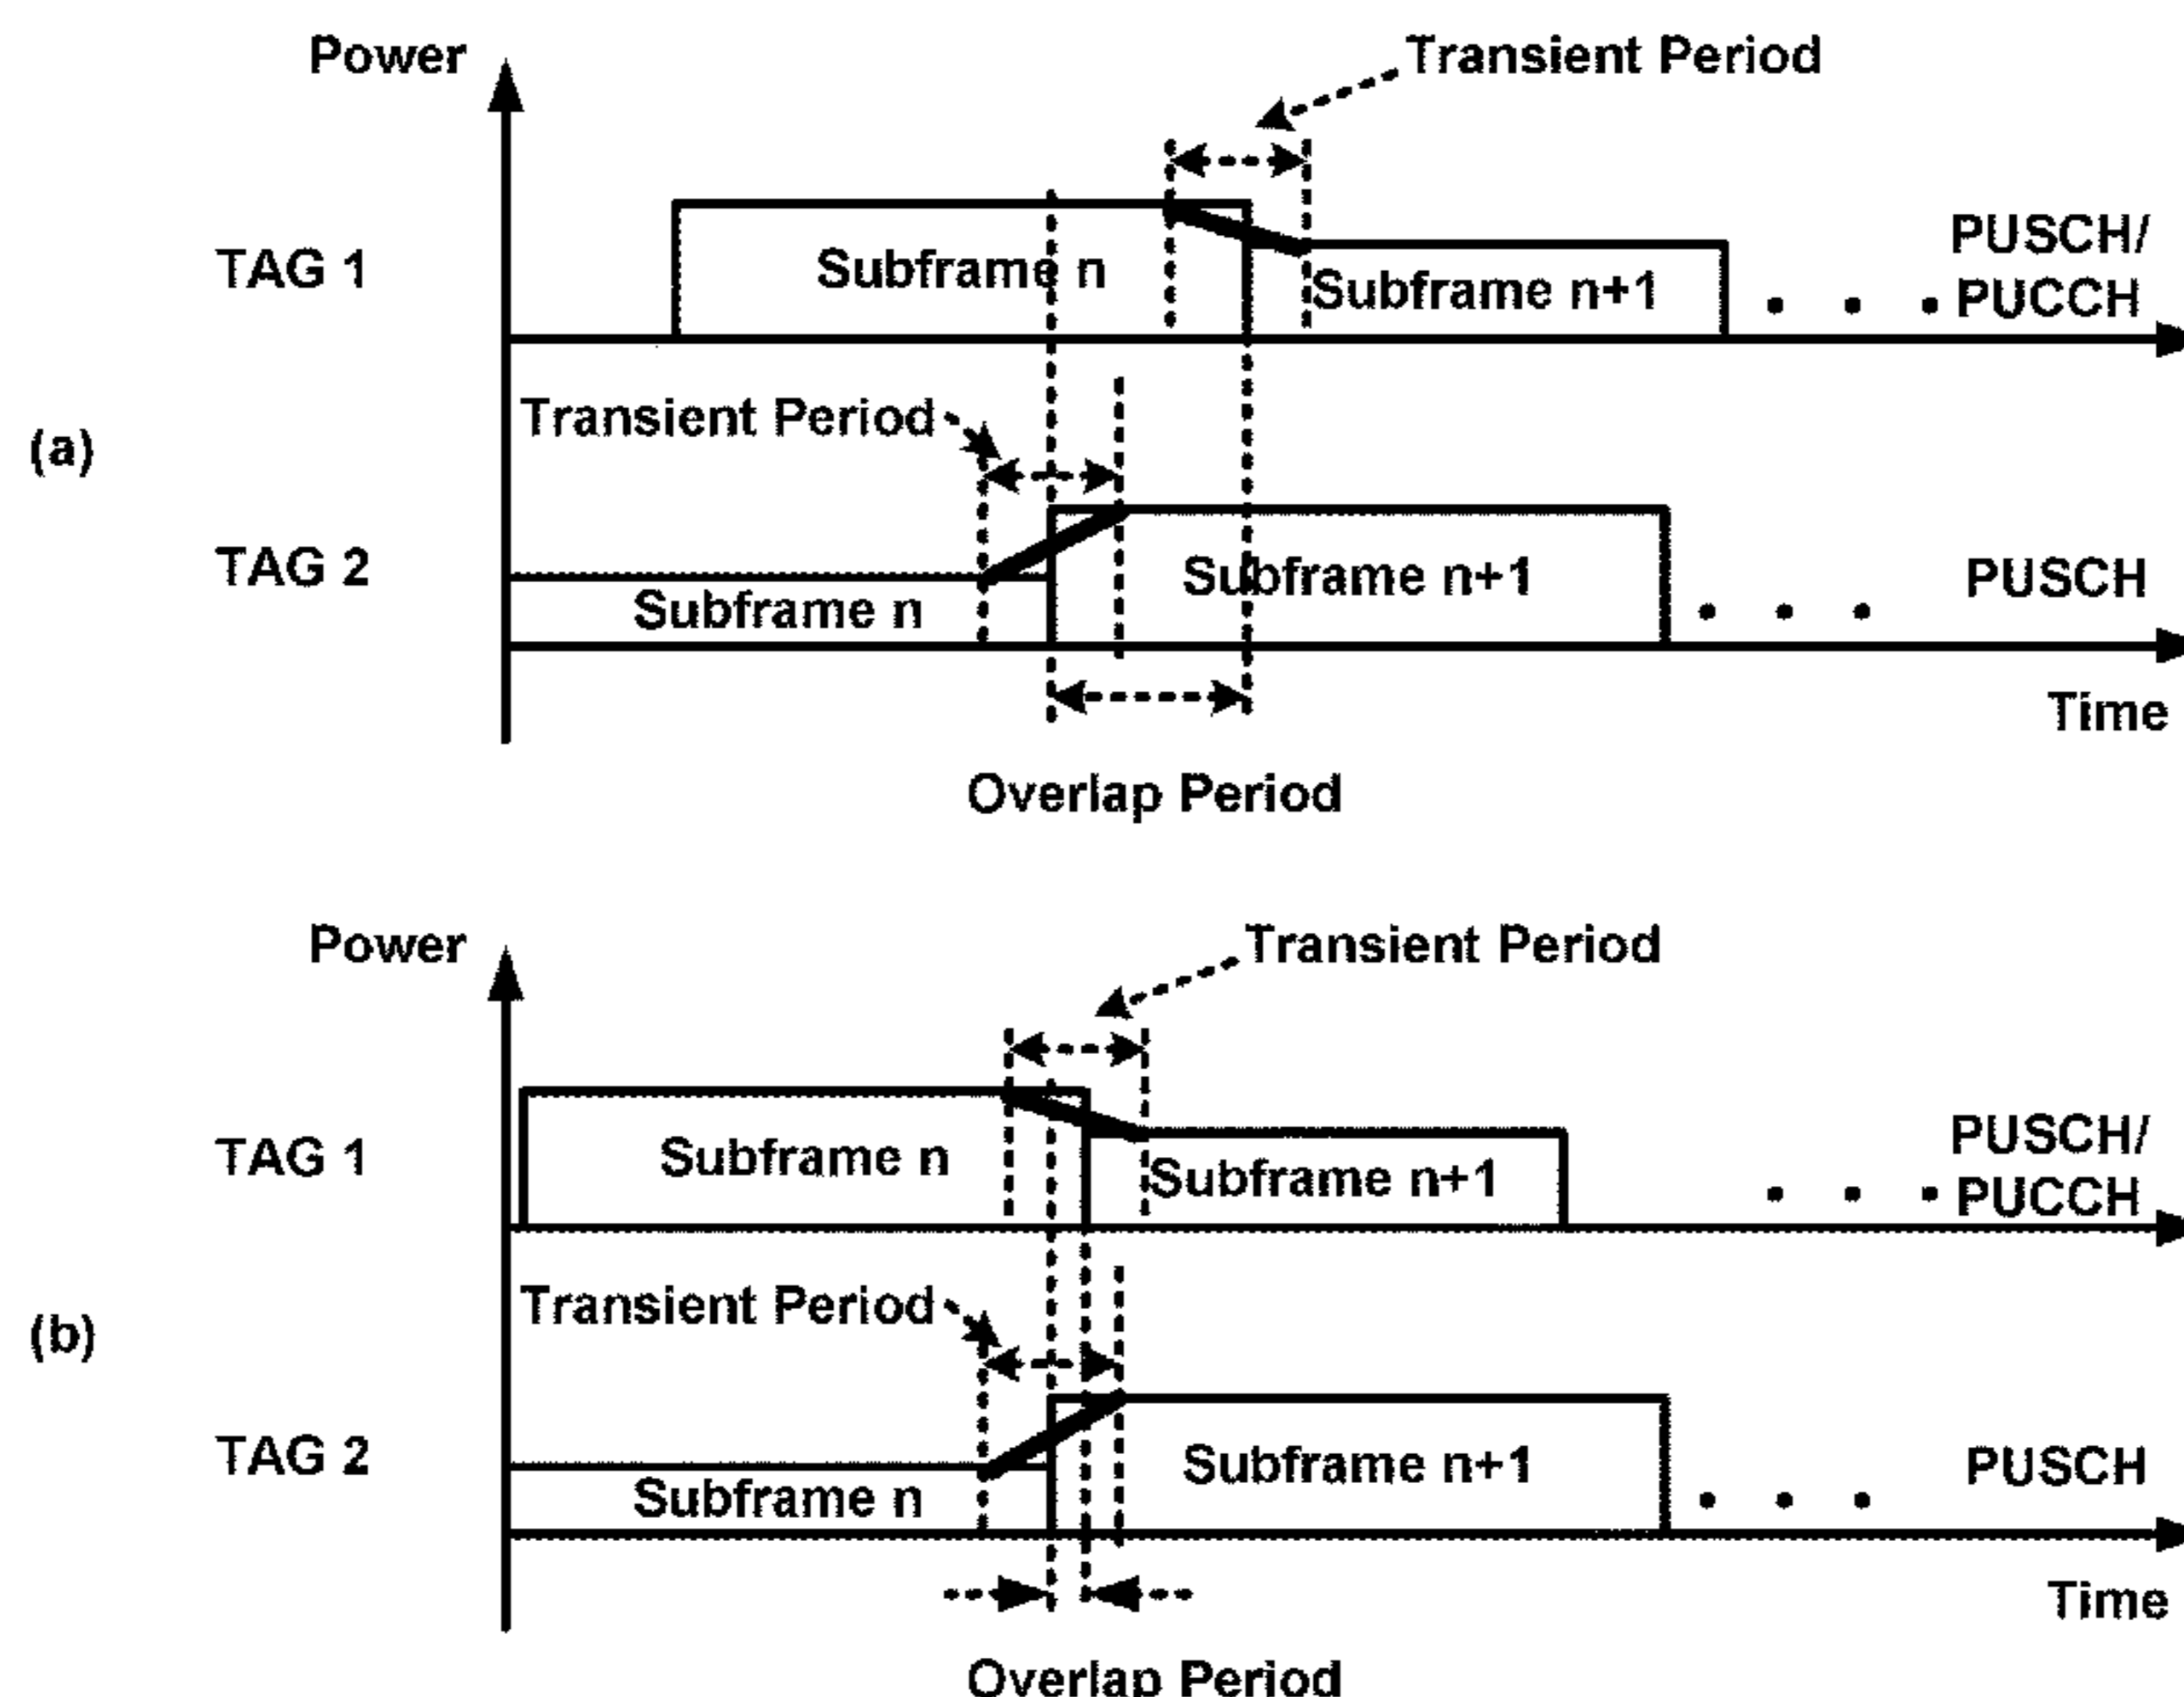 Power
Transient Period
TAG 1
Subframe n
Subframe n+1
PUSCH/
PUCCH
Transient Period
(a)
TAG 2
Subframe n
Subframe n+1
PUSCH
Time
Overlap Period
Power
Transient Period
TAG 1
Subframe n
Subframe n+1
PUSCH/
PUCCH
Transient Period
(b)
TAG 2
Subframe n
Subframe n+1
PUSCH
Time
Overlap Period